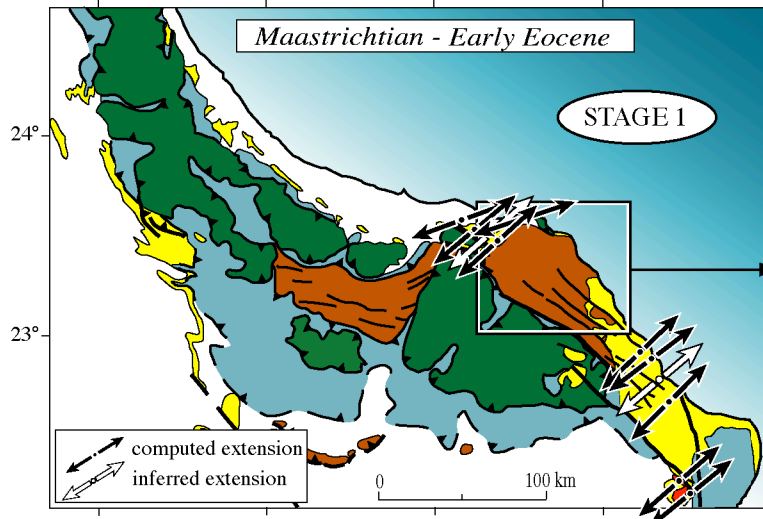 Maastrichtian - Early Eocene
STAGE 1
24°
23°
computed extension
inferred extension
0
100 km